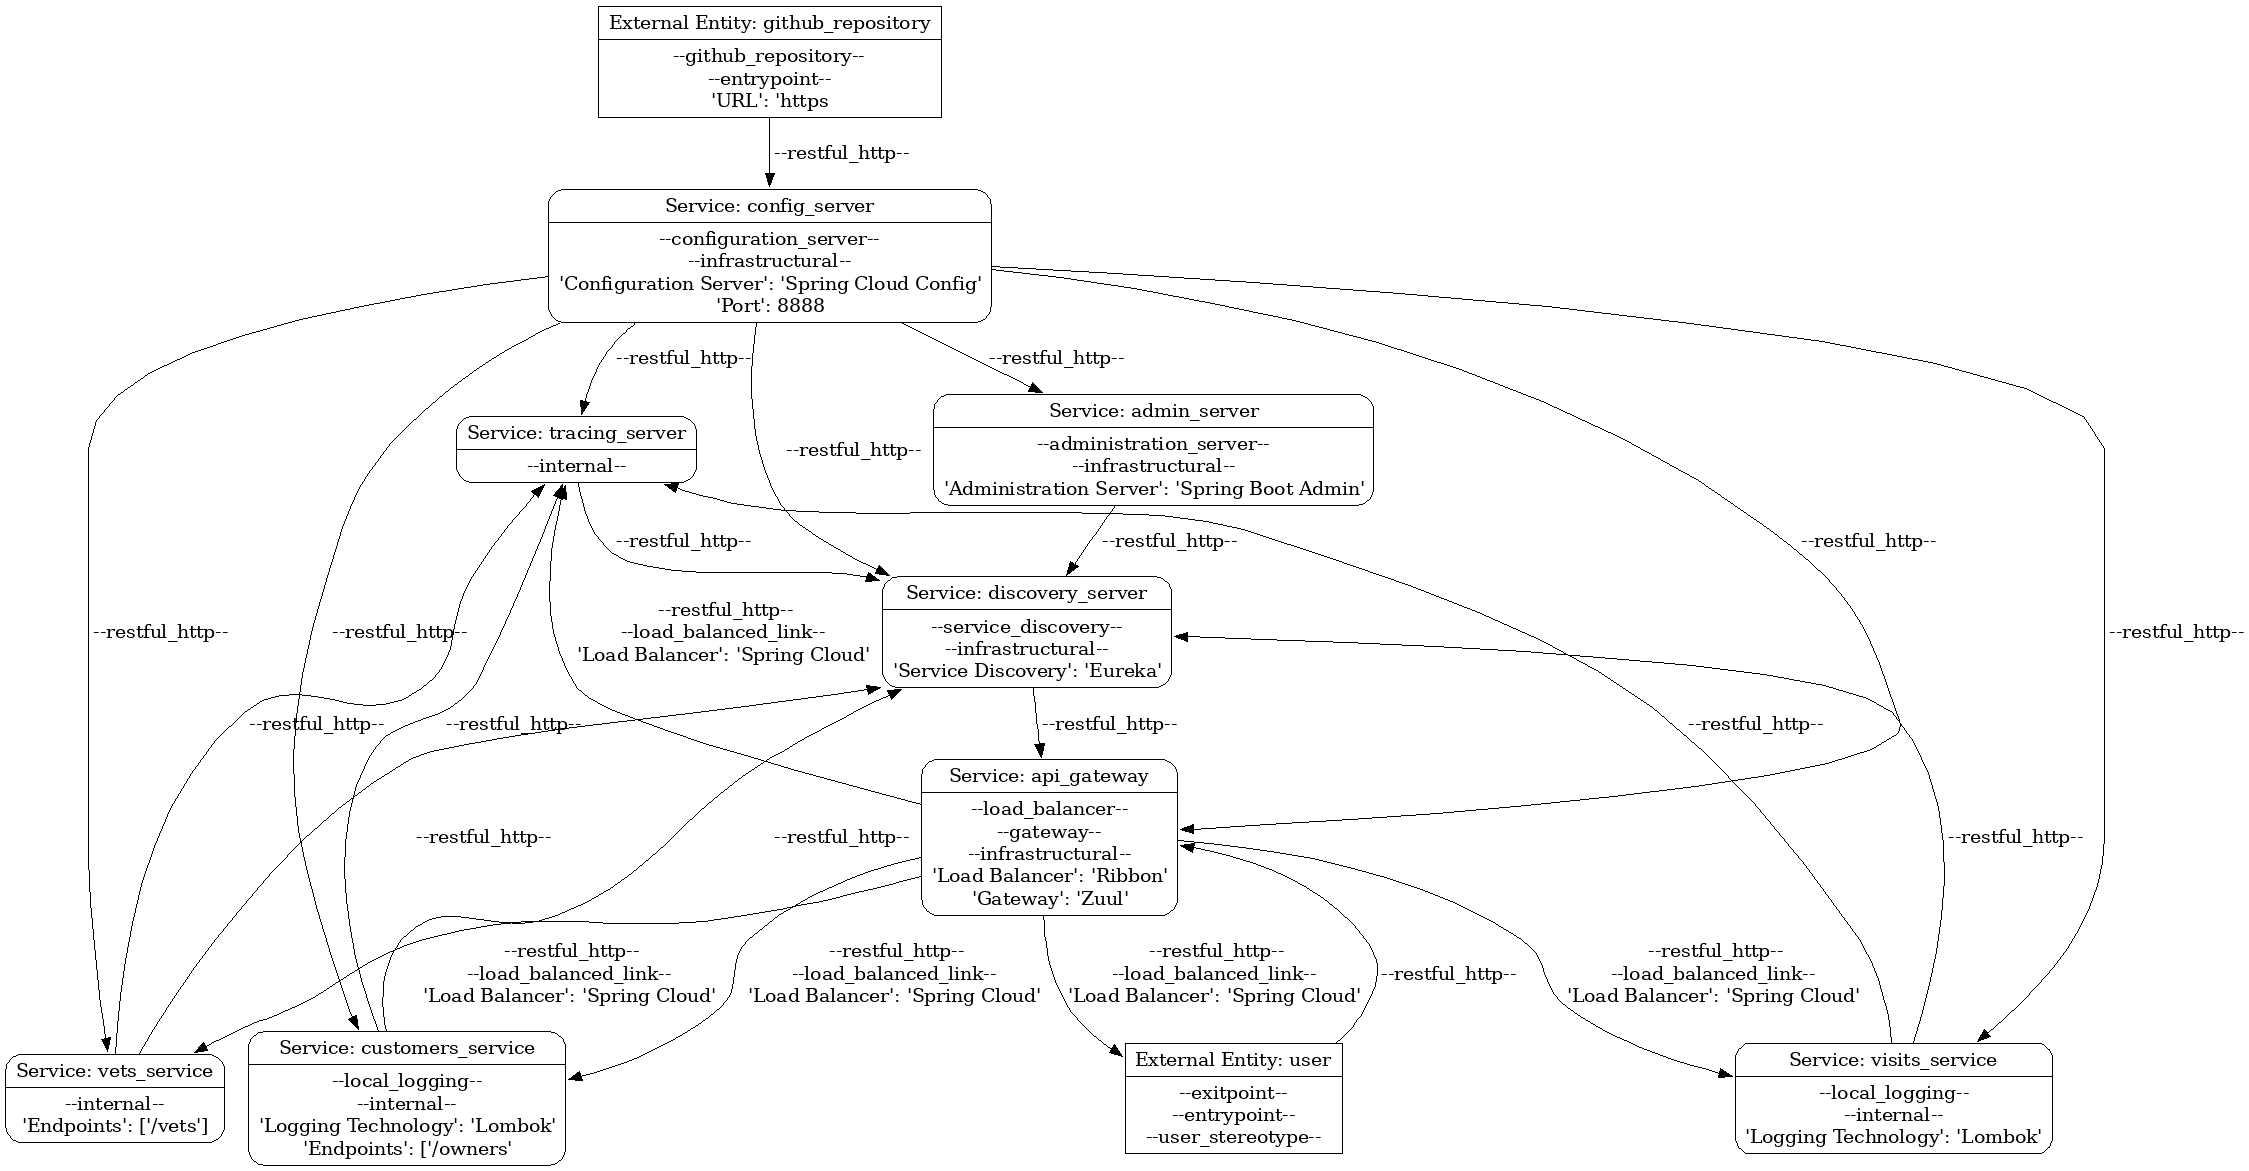 External Entity: github_repository
--github_repository--
--entrypoint--
'URL': 'https
--restful_http--
Service: config_server
--configuration_server--
--infrastructural--
'Configuration Server': 'Spring Cloud Config'
'Port': 8888
--restful_http--
--restful_http--
Service: tracing_server
--internal--
--restful_http--
Service: admin_server
--administration_server--
--infrastructural--
'Administration Server': 'Spring Boot Admin'
--restful_http--
--restful_http--
--restful_http--
--restful_http--
--restful_http--
--restful_http--
--load_balanced_link--
'Load Balancer': 'Spring Cloud'
Service: discovery_server
--service_discovery--
--infrastructural--
'Service Discovery': 'Eureka'
--restful_http--
--restful_http--
--restful_http--
--restful_http--
--restful_http--
--restful_http--
--restful_http--
Service: api_gateway
--load_balancer--
--gateway--
--infrastructural--
'Load Balancer': 'Ribbon'
'Gateway': 'Zuul'
--restful_http--
--restful_http--
--load_balanced_link--
'Load Balancer': 'Spring Cloud'
--restful_http--
--load_balanced_link--
'Load Balancer': 'Spring Cloud'
--restful_http--
--load_balanced_link--
'Load Balancer': 'Spring Cloud'
--restful_http--
--restful_http--
--load_balanced_link--
'Load Balancer': 'Spring Cloud'
Service: vets_service
--internal--
'Endpoints': ['/vets']
Service: customers_service
--local_logging--
--internal--
'Logging Technology': 'Lombok'
'Endpoints': ['/owners'
External Entity: user
--exitpoint--
--entrypoint--
--user_stereotype--
Service: visits_service
--local_logging--
--internal--
'Logging Technology': 'Lombok'